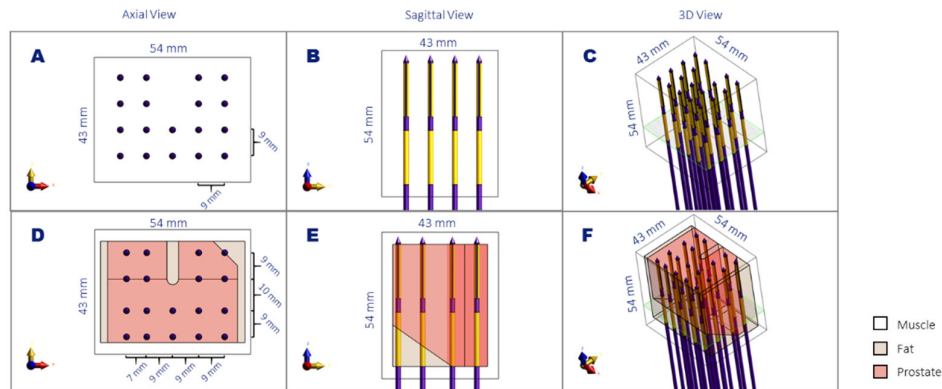 Axial View
Sagittal View
3D View
A
54 mm
43 mm
9 mm
9 mm
B
43 mm
54 mm
C
43 mm
54 mm
54 mm
D
54 mm
43 mm
9 mm
10 mm
9 mm
7 mm
9 mm
9 mm
9 mm
E
43 mm
54 mm
F
43 mm
54 mm
54 mm
Muscle
Fat
Prostate